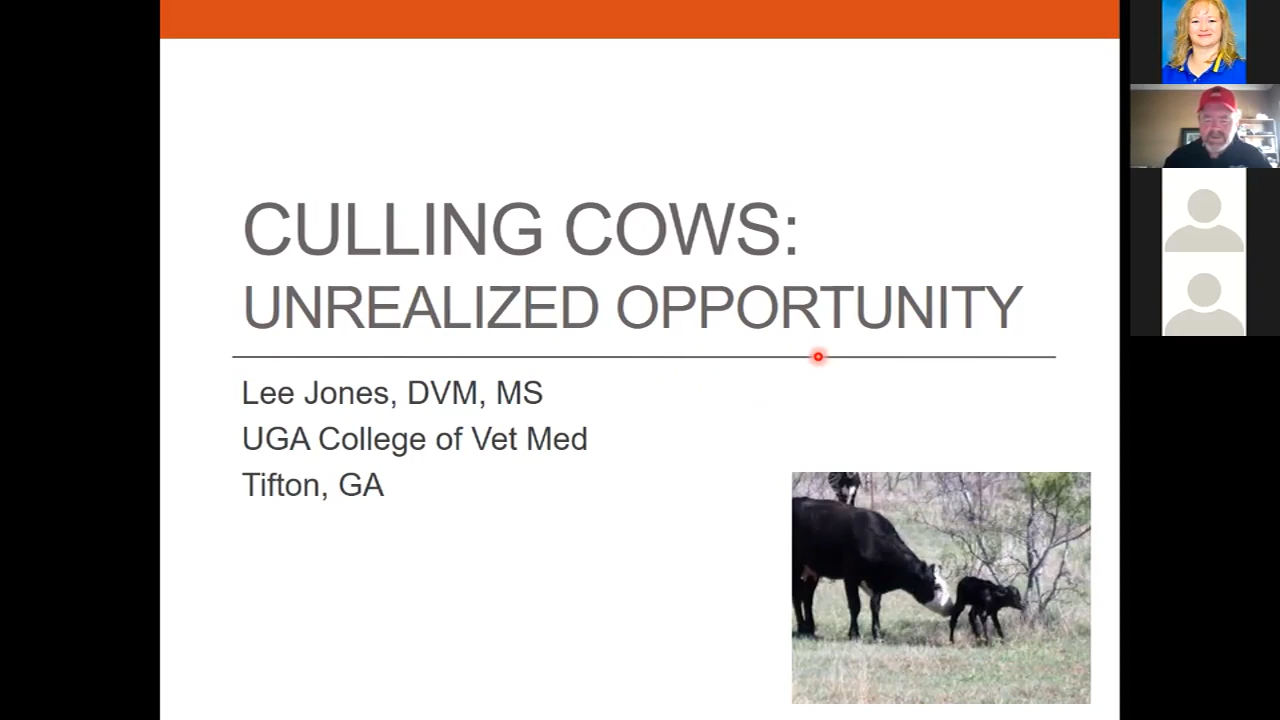 CULLING COWS:
UNREALIZED OPPORTUNITY
Lee Jones, DVM, MS
UGA College of Vet Med
Tifton, GA